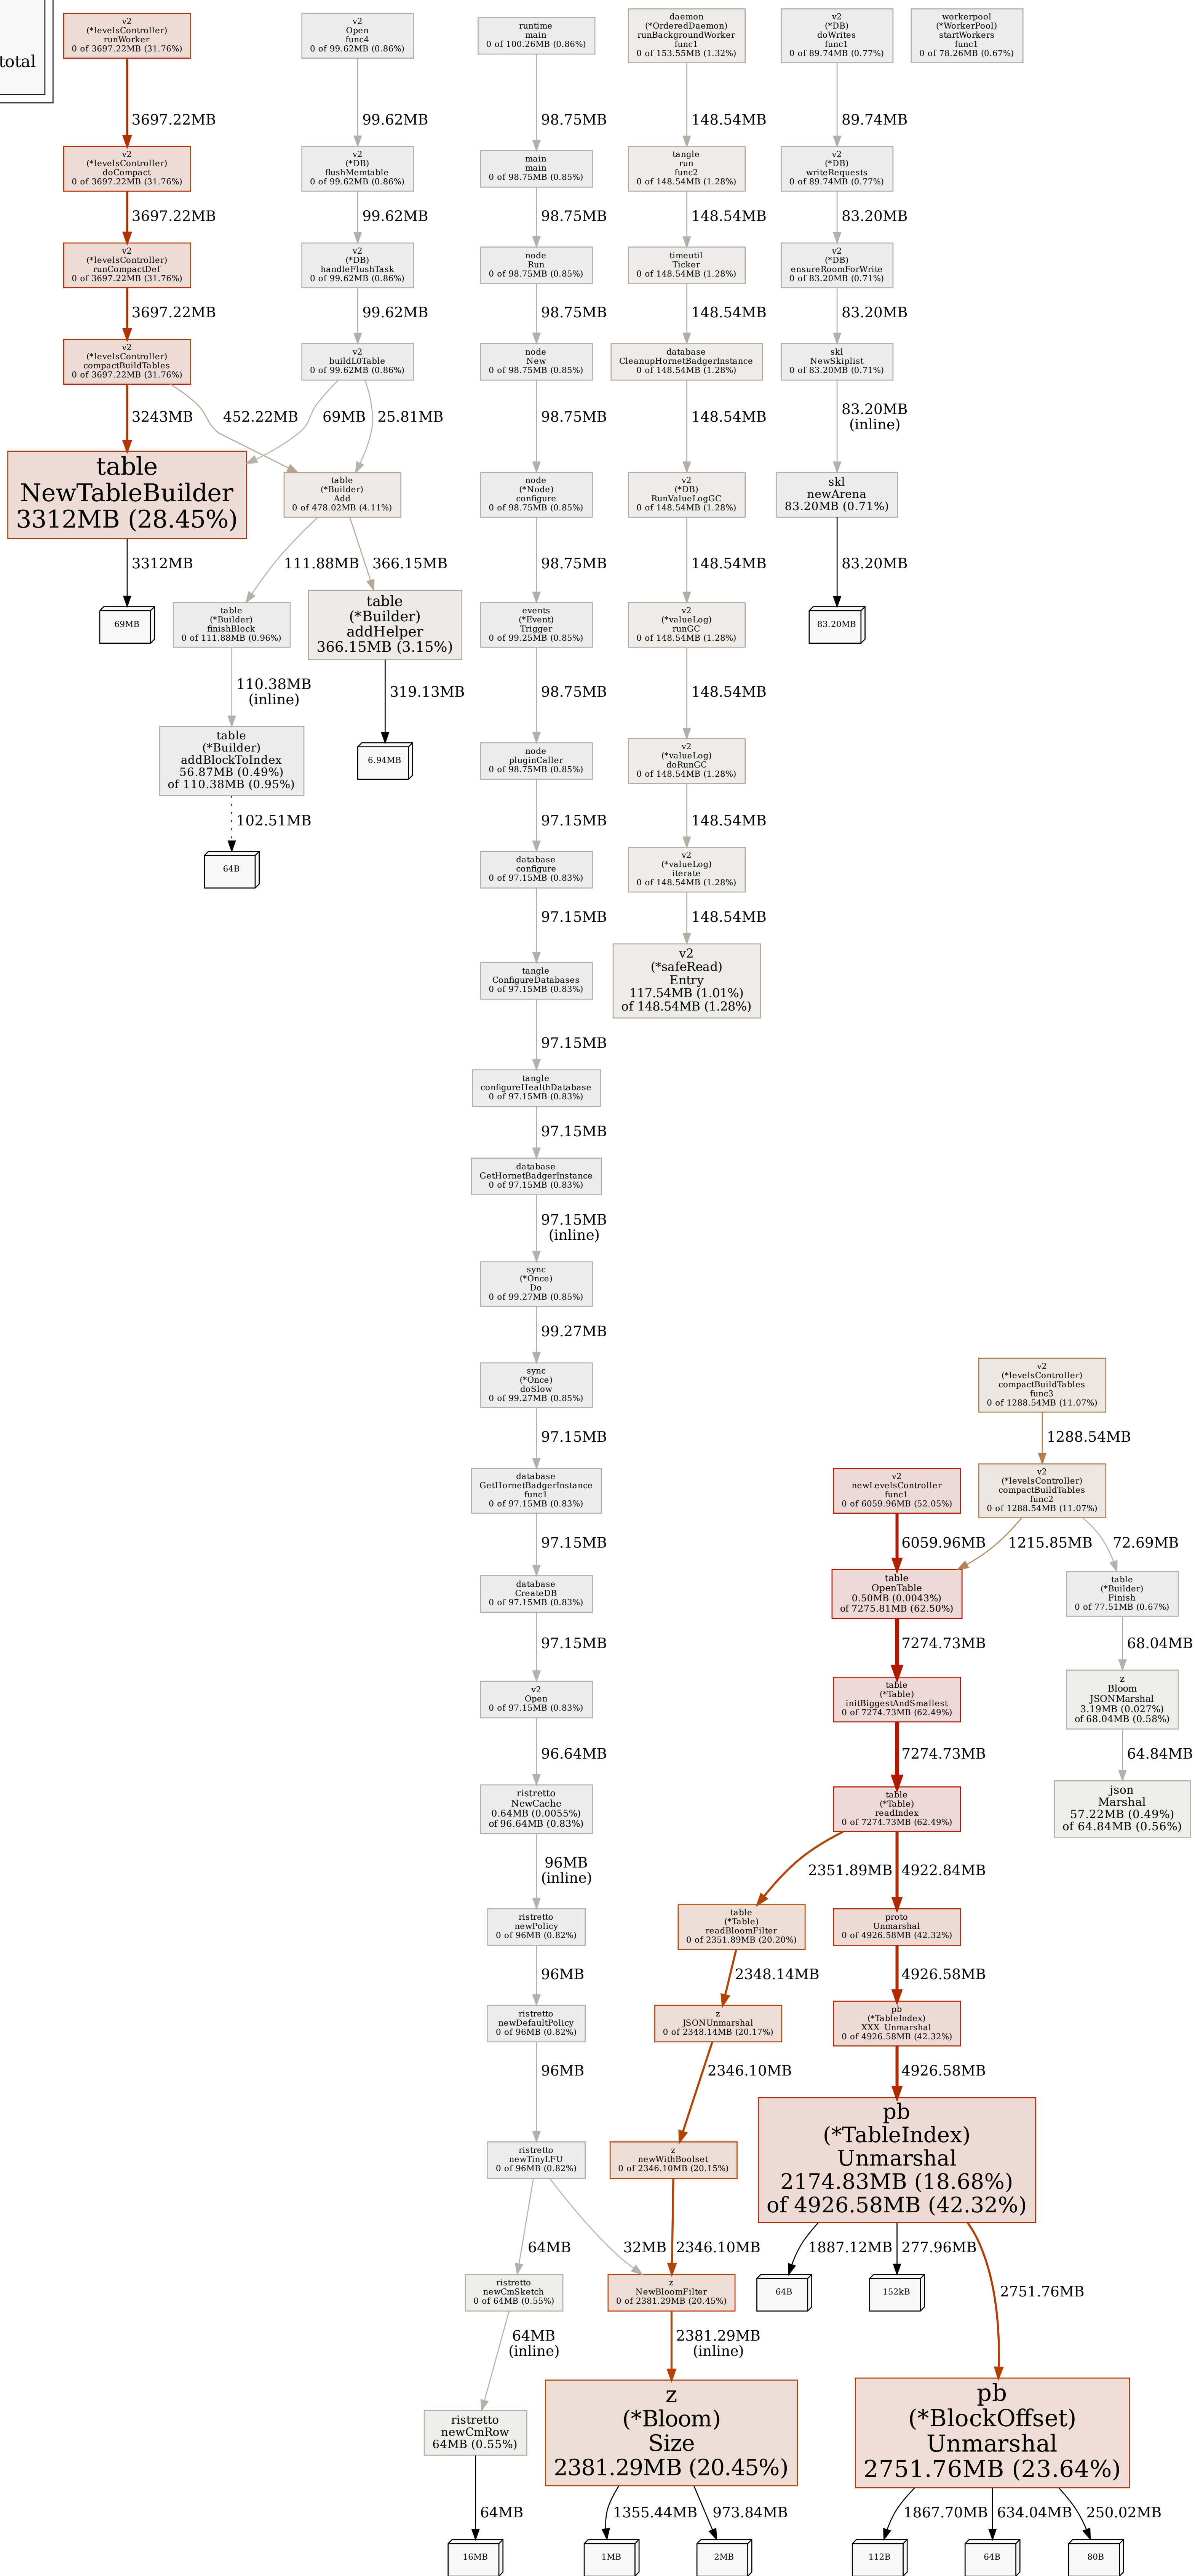 total
v2
(*levelsController)
runWorker
0 of 3697.22MB (31.76%)
v2
Open
func4
0 of 99.62MB (0.86%)
runtime
main
0 of 100.26MB (0.86%)
daemon
(*OrderedDaemon)
runBackgroundWorker
func1
0 of 153.55MB (1.32%)
v2
(*DB)
doWrites
func1
0 of 89.74MB (0.77%)
workerpool
(*WorkerPool)
startWorkers
func1
0 of 78.26MB (0.67%)
3697.22MB
99.62MB
98.75MB
148.54MB
89.74MB
v2
(*levelsController)
doCompact
0 of 3697.22MB (31.76%)
v2
(*DB)
flushMemtable
0 of 99.62MB (0.86%)
main
main
0 of 98.75MB (0.85%)
tangle
run
func2
0 of 148.54MB (1.28%)
v2
(*DB)
writeRequests
0 of 89.74MB (0.77%)
3697.22MB
99.62MB
98.75MB
148.54MB
83.20MB
v2
(*levelsController)
runCompactDef
0 of 3697.22MB (31.76%)
v2
(*DB)
handleFlushTask
0 of 99.62MB (0.86%)
node
Run
0 of 98.75MB (0.85%)
timeutil
Ticker
0 of 148.54MB (1.28%)
v2
(*DB)
ensureRoomForWrite
0 of 83.20MB (0.71%)
3697.22MB
99.62MB
98.75MB
148.54MB
83.20MB
v2
(*levelsController)
compactBuildTables
0 of 3697.22MB (31.76%)
v2
buildL0Table
0 of 99.62MB (0.86%)
node
New
0 of 98.75MB (0.85%)
database
CleanupHornetBadgerInstance
0 of 148.54MB (1.28%)
skl
NewSkiplist
0 of 83.20MB (0.71%)
3243MB
452.22MB
69MB
25.81MB
98.75MB
148.54MB
83.20MB
(inline)
table
NewTableBuilder
3312MB (28.45%)
table
(*Builder)
Add
0 of 478.02MB (4.11%)
node
(*Node)
configure
0 of 98.75MB (0.85%)
v2
(*DB)
RunValueLogGC
0 of 148.54MB (1.28%)
skl
newArena
83.20MB (0.71%)
3312MB
111.88MB
366.15MB
98.75MB
148.54MB
83.20MB
69MB
table
(*Builder)
finishBlock
0 of 111.88MB (0.96%)
table
(*Builder)
addHelper
366.15MB (3.15%)
events
(*Event)
Trigger
0 of 99.25MB (0.85%)
v2
(*valueLog)
runGC
0 of 148.54MB (1.28%)
83.20MB
110.38MB
(inline)
319.13MB
98.75MB
148.54MB
table
(*Builder)
addBlockToIndex
56.87MB (0.49%)
of 110.38MB (0.95%)
6.94MB
node
pluginCaller
0 of 98.75MB (0.85%)
v2
(*valueLog)
doRunGC
0 of 148.54MB (1.28%)
102.51MB
97.15MB
148.54MB
64B
database
configure
0 of 97.15MB (0.83%)
v2
(*valueLog)
iterate
0 of 148.54MB (1.28%)
97.15MB
148.54MB
tangle
ConfigureDatabases
0 of 97.15MB (0.83%)
v2
(*safeRead)
Entry
117.54MB (1.01%)
of 148.54MB (1.28%)
97.15MB
tangle
configureHealthDatabase
0 of 97.15MB (0.83%)
97.15MB
database
GetHornetBadgerInstance
0 of 97.15MB (0.83%)
97.15MB
(inline)
sync
(*Once)
Do
0 of 99.27MB (0.85%)
99.27MB
sync
(*Once)
doSlow
0 of 99.27MB (0.85%)
v2
(*levelsController)
compactBuildTables
func3
0 of 1288.54MB (11.07%)
97.15MB
1288.54MB
database
GetHornetBadgerInstance
func1
0 of 97.15MB (0.83%)
v2
newLevelsController
func1
0 of 6059.96MB (52.05%)
v2
(*levelsController)
compactBuildTables
func2
0 of 1288.54MB (11.07%)
97.15MB
6059.96MB
1215.85MB
72.69MB
database
CreateDB
0 of 97.15MB (0.83%)
table
OpenTable
0.50MB (0.0043%)
of 7275.81MB (62.50%)
table
(*Builder)
Finish
0 of 77.51MB (0.67%)
97.15MB
7274.73MB
68.04MB
v2
Open
0 of 97.15MB (0.83%)
table
(*Table)
initBiggestAndSmallest
0 of 7274.73MB (62.49%)
z
Bloom
JSONMarshal
3.19MB (0.027%)
of 68.04MB (0.58%)
96.64MB
7274.73MB
64.84MB
ristretto
NewCache
0.64MB (0.0055%)
of 96.64MB (0.83%)
table
(*Table)
readIndex
0 of 7274.73MB (62.49%)
json
Marshal
57.22MB (0.49%)
of 64.84MB (0.56%)
96MB
(inline)
2351.89MB
4922.84MB
ristretto
newPolicy
0 of 96MB (0.82%)
table
(*Table)
readBloomFilter
0 of 2351.89MB (20.20%)
proto
Unmarshal
0 of 4926.58MB (42.32%)
96MB
2348.14MB
4926.58MB
ristretto
newDefaultPolicy
0 of 96MB (0.82%)
z
JSONUnmarshal
0 of 2348.14MB (20.17%)
pb
(*TableIndex)
XXX_Unmarshal
0 of 4926.58MB (42.32%)
96MB
2346.10MB
4926.58MB
ristretto
newTinyLFU
0 of 96MB (0.82%)
z
newWithBoolset
0 of 2346.10MB (20.15%)
pb
(*TableIndex)
Unmarshal
2174.83MB (18.68%)
of 4926.58MB (42.32%)
64MB
32MB
2346.10MB
1887.12MB
277.96MB
2751.76MB
ristretto
newCmSketch
0 of 64MB (0.55%)
z
NewBloomFilter
0 of 2381.29MB (20.45%)
64B
152kB
64MB
(inline)
2381.29MB
(inline)
ristretto
newCmRow
64MB (0.55%)
z
(*Bloom)
Size
2381.29MB (20.45%)
pb
(*BlockOffset)
Unmarshal
2751.76MB (23.64%)
64MB
1355.44MB
973.84MB
1867.70MB
634.04MB
250.02MB
16MB
1MB
2MB
112B
64B
80B